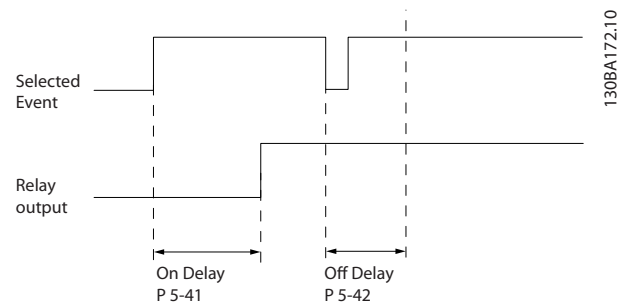 Selected
Event
Relay
output
On Delay
P 5-41
Off Delay
P 5-42
130BA172.10